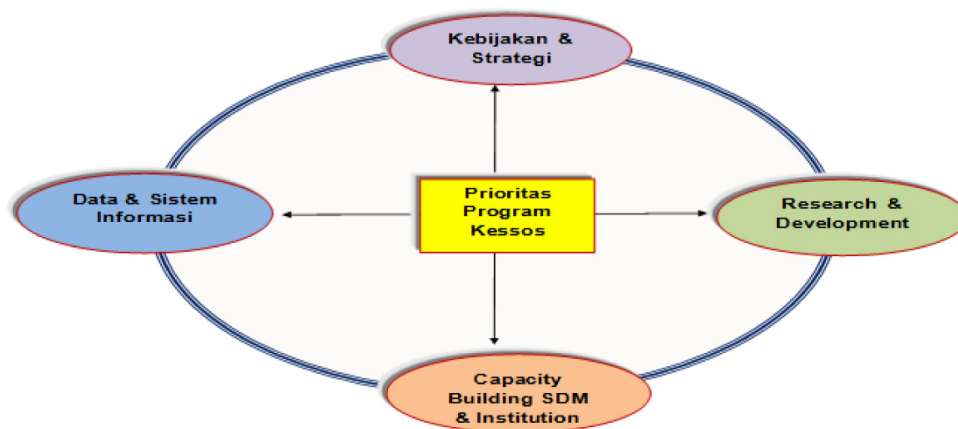 Kebijakan &
Strategi
Data & Sistem
Informasi
Prioritas
Program
Kessos
Research &
Development
Capacity
Building SDM
& Institution